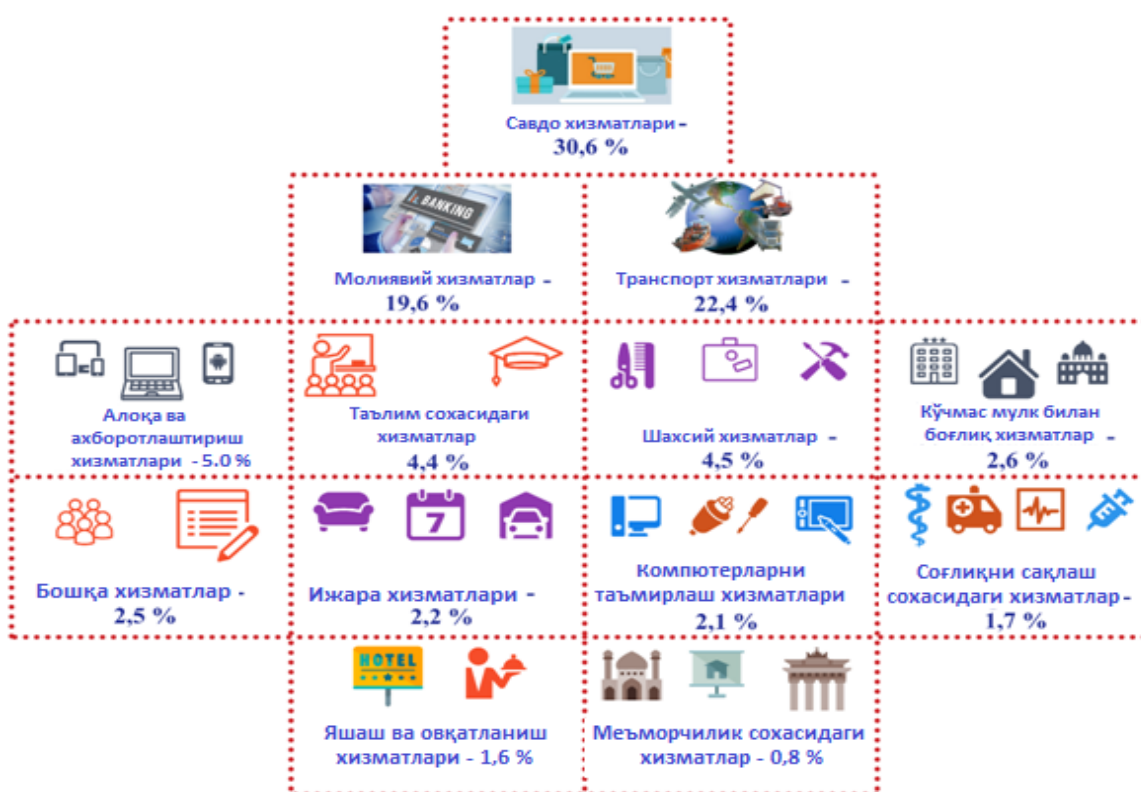 Савдо хизматлари -
30,6 %
BANKING
Молиявий хизматлар -
19,6 %
Транспорт хизматлари -
22,4 %
Алоқа ва
ахборотлаштириш
хизматлари - 5.0 %
Таълим сохасидаги
хизматлар
4,4 %
Шахсий хизматлар -
4,5 %
Кўчмас мулк билан
боғлиқ хизматлар -
2,6 %
Бошқа хизматлар -
2,5 %
7
Ижара хизматлари -
2,2 %
Компютерларни
таъмирлаш хизматлари
2,1 %
Соғлиқни сақлаш
сохасидаги хизматлар-
1,7 %
HOTEL
Яшаш ва овқатланиш
хизматлари - 1,6 %
Меъморчилик сохасидаги
хизматлар - 0,8 %